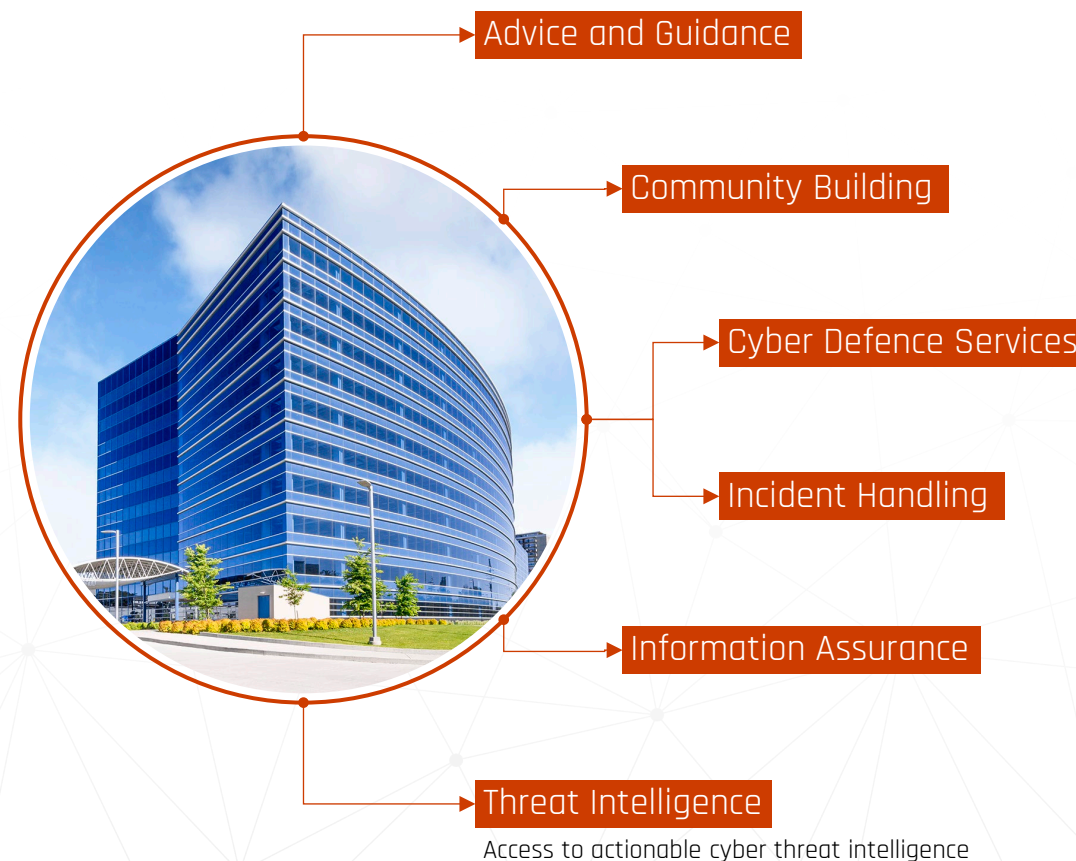 Advice and Guidance
Community Building
Cyber Defence Services
Incident Handling
Information Assurance
Threat Intelligence
Access to actionable cyber threat intelligence